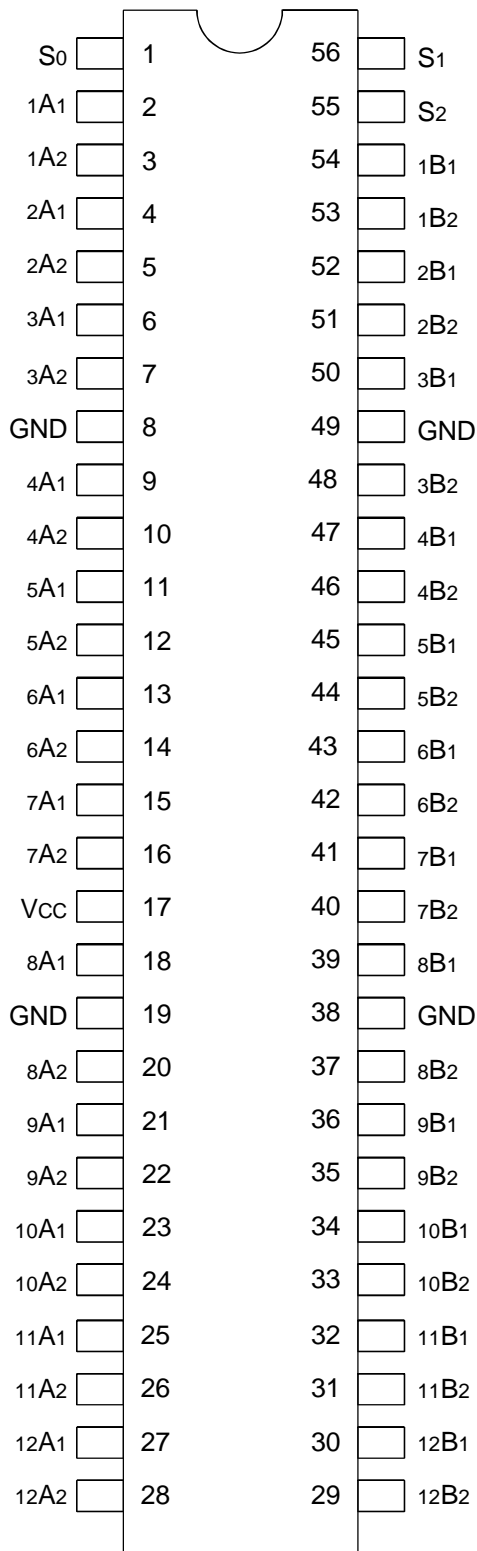 S0 1 56 S1
1A1 2 55 S2
1A2 3 54 1B1
2A1 4 53 1B2
2A2 5 52 2B1
3A1 6 51 2B2
3A2 7 50 3B1
GND 8 49 GND
4A1 9 48 3B2
4A2 10 47 4B1
5A1 11 46 4B2
5A2 12 45 5B1
6A1 13 44 5B2
6A2 14 43 6B1
7A1 15 42 6B2
7A2 16 41 7B1
VCC 17 40 7B2
8A1 18 39 8B1
GND 19 38 GND
8A2 20 37 8B2
9A1 21 36 9B1
9A2 22 35 9B2
10A1 23 34 10B1
10A2 24 33 10B2
11A1 25 32 11B1
11A2 26 31 11B2
12A1 27 30 12B1
12A2 28 29 12B2